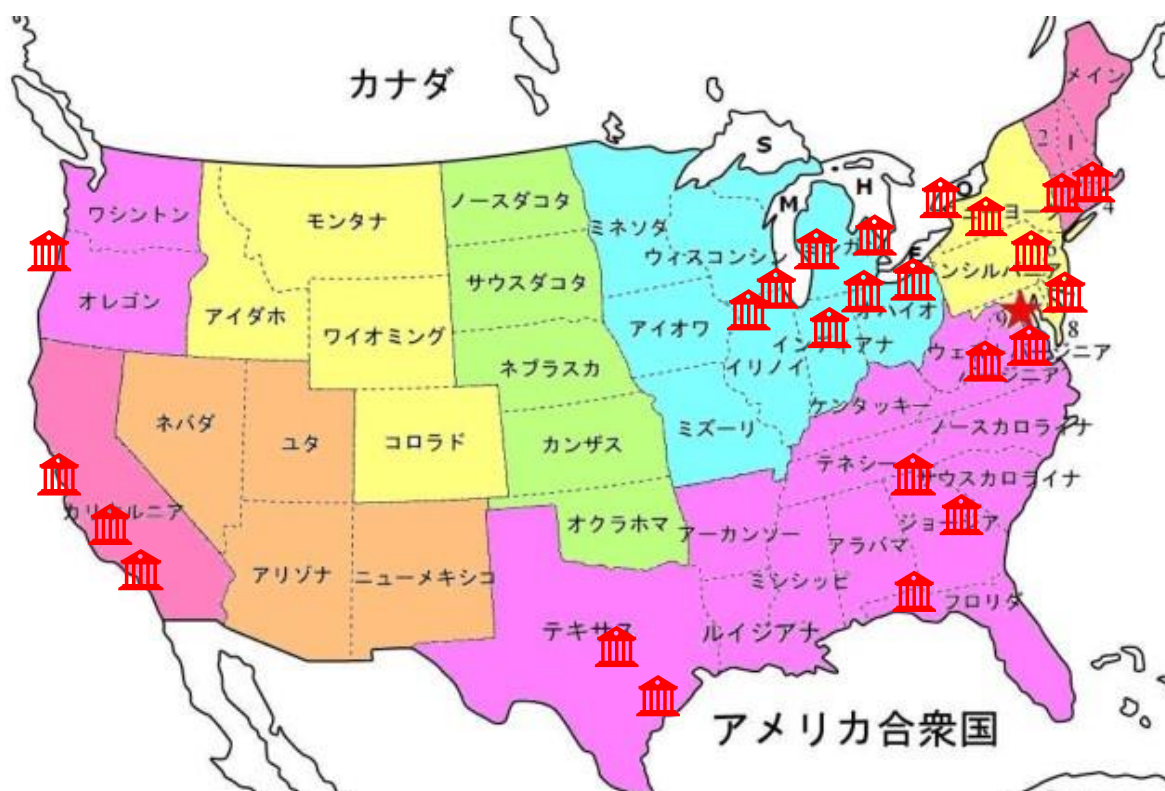 カナダ
メイン
2
1
S
ワシントン
モンタナ
ノースダコタ
ミネソタ
H
M
O
4
ヨー
ウィスコンシン
ミ
サウスダコタ
E
ンシルバニア
オレゴン
アイダホ
ワイオミング
アイオワ
A
9
8
オハイオ
インディアナ
イリノイ
ネブラスカ
ネバダ
ユタ
コロラド
カンザス
ミズーリ
ケンタッキー
ノースカロライナ
テネシー
サウスカロライナ
カリ
ルニア
オクラホマ
アーカンソー
アラバマ
ジョー
ア
アリゾナ
ニューメキシコ
ミシシッピ
フロリダ
テキサス
ルイジアナ
アメリカ合衆国